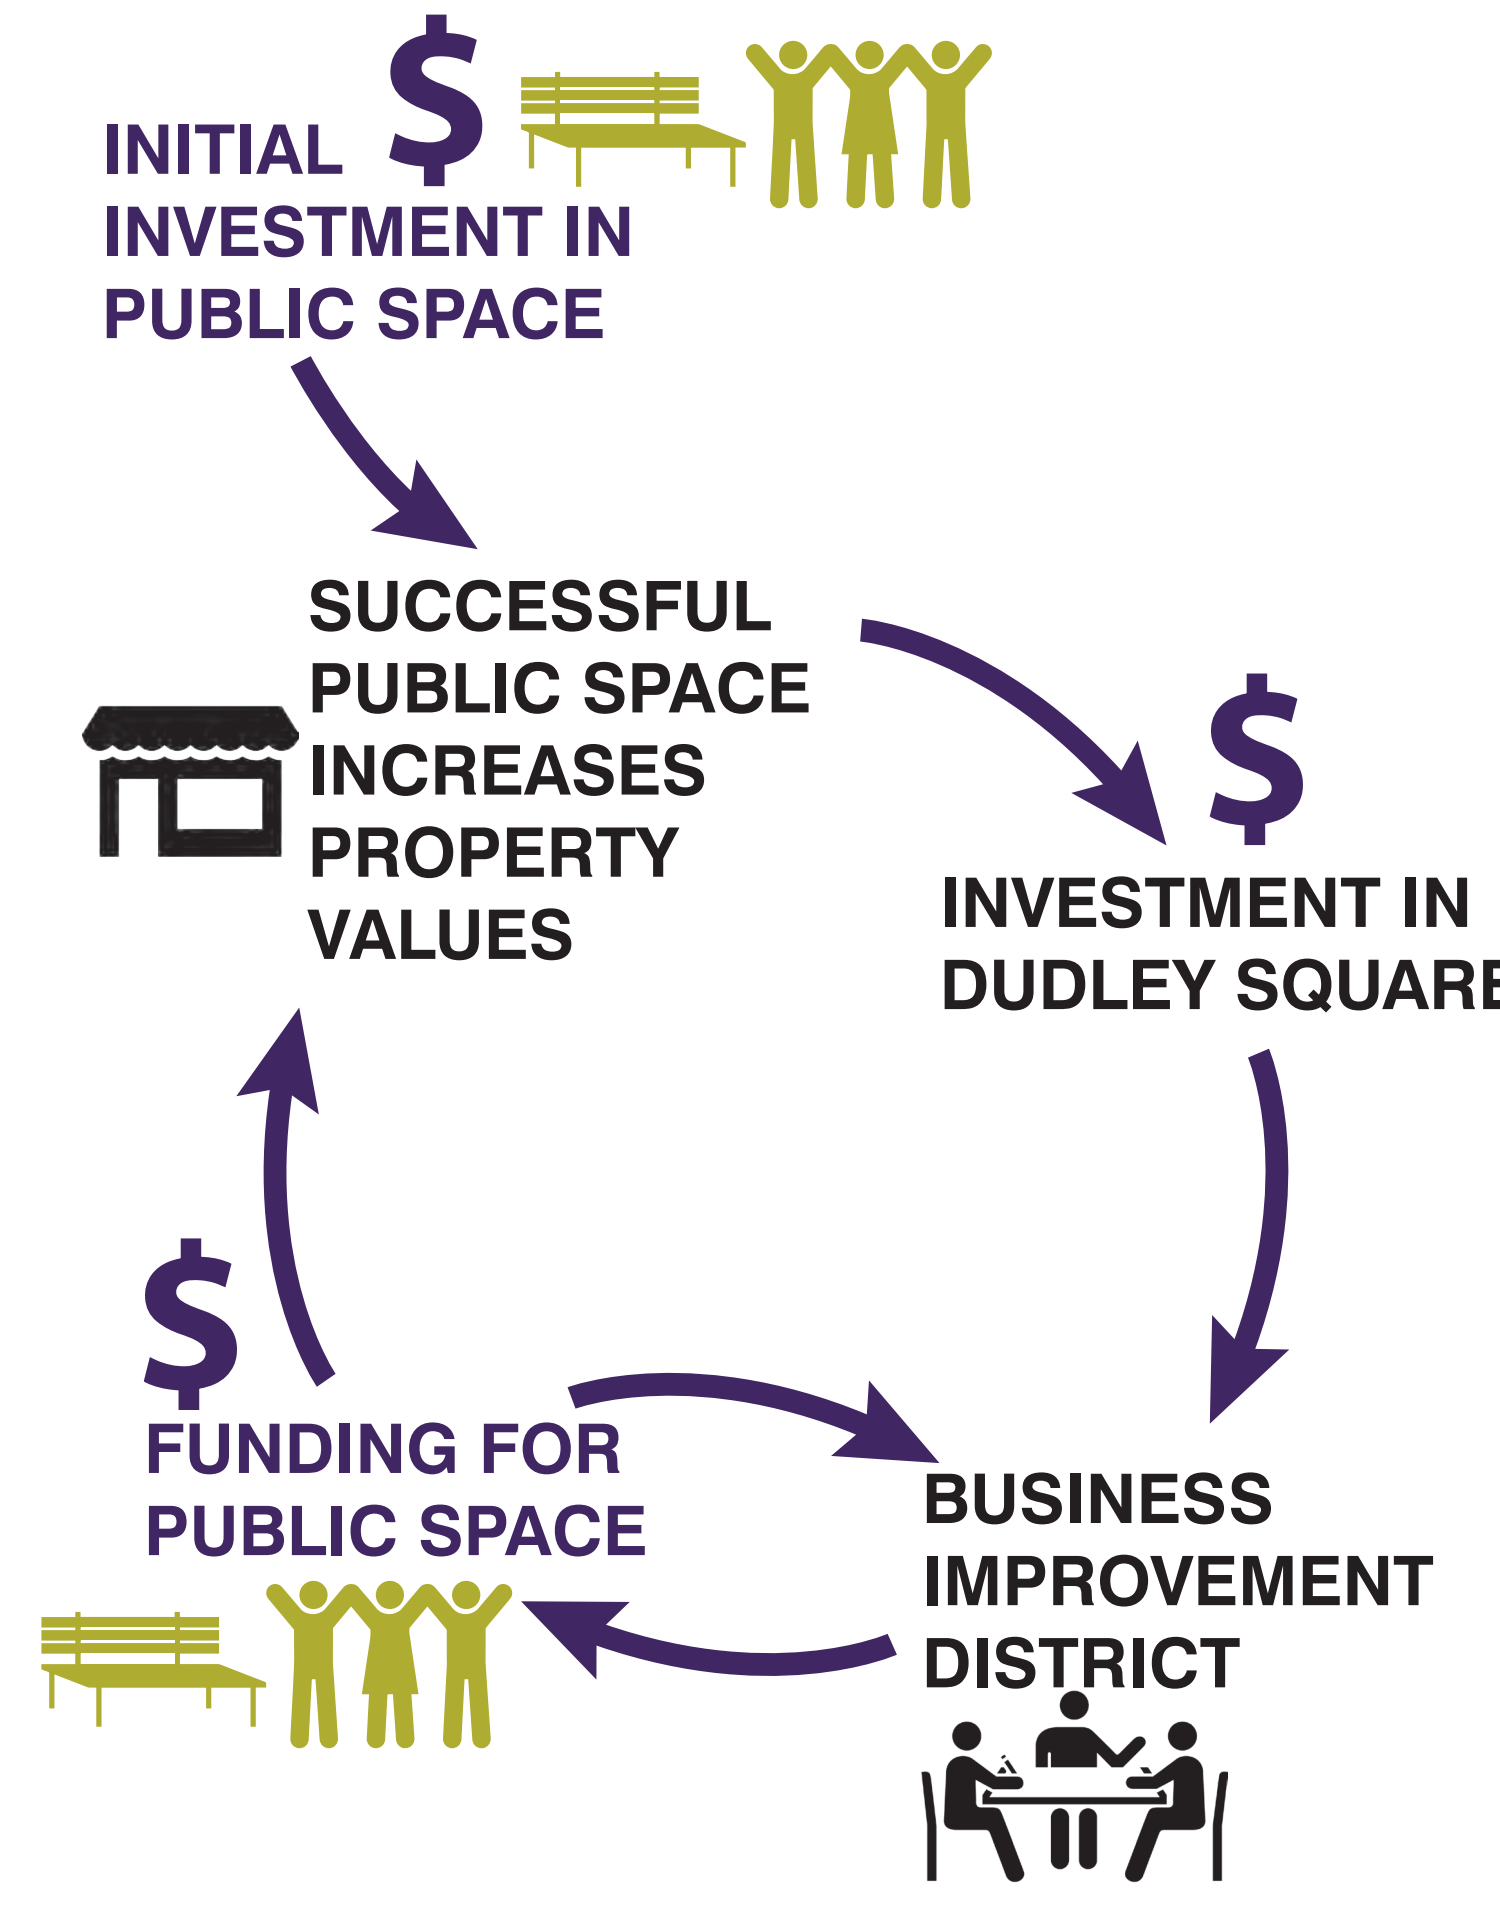 $
INITIAL
INVESTMENT IN
PUBLIC SPACE
SUCCESSFUL
PUBLIC SPACE
INCREASES
PROPERTY
VALUES
$
INVESTMENT IN
DUDLEY SQUARE
$
FUNDING FOR
PUBLIC SPACE
BUSINESS
IMPROVEMENT
DISTRICT